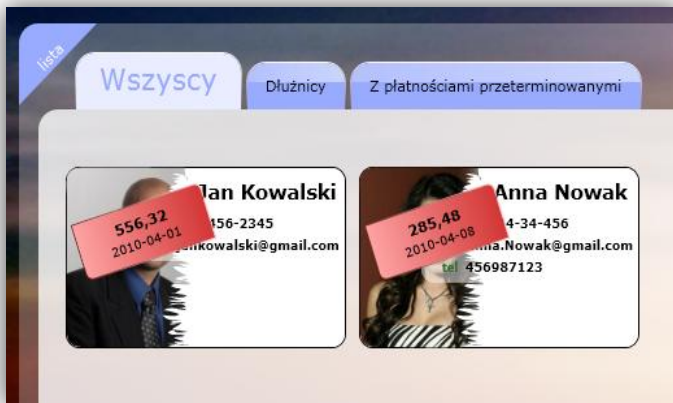 lista
Wszyscy
Dłużnicy
Z płatnościami przeterminowanymi
Jan Kowalski
456-2345
kowalski@gmail.com
556,32
2010-04-01
Anna Nowak
4-34-456
na.Nowak@gmail.com
tel 456987123
285,48
2010-04-08